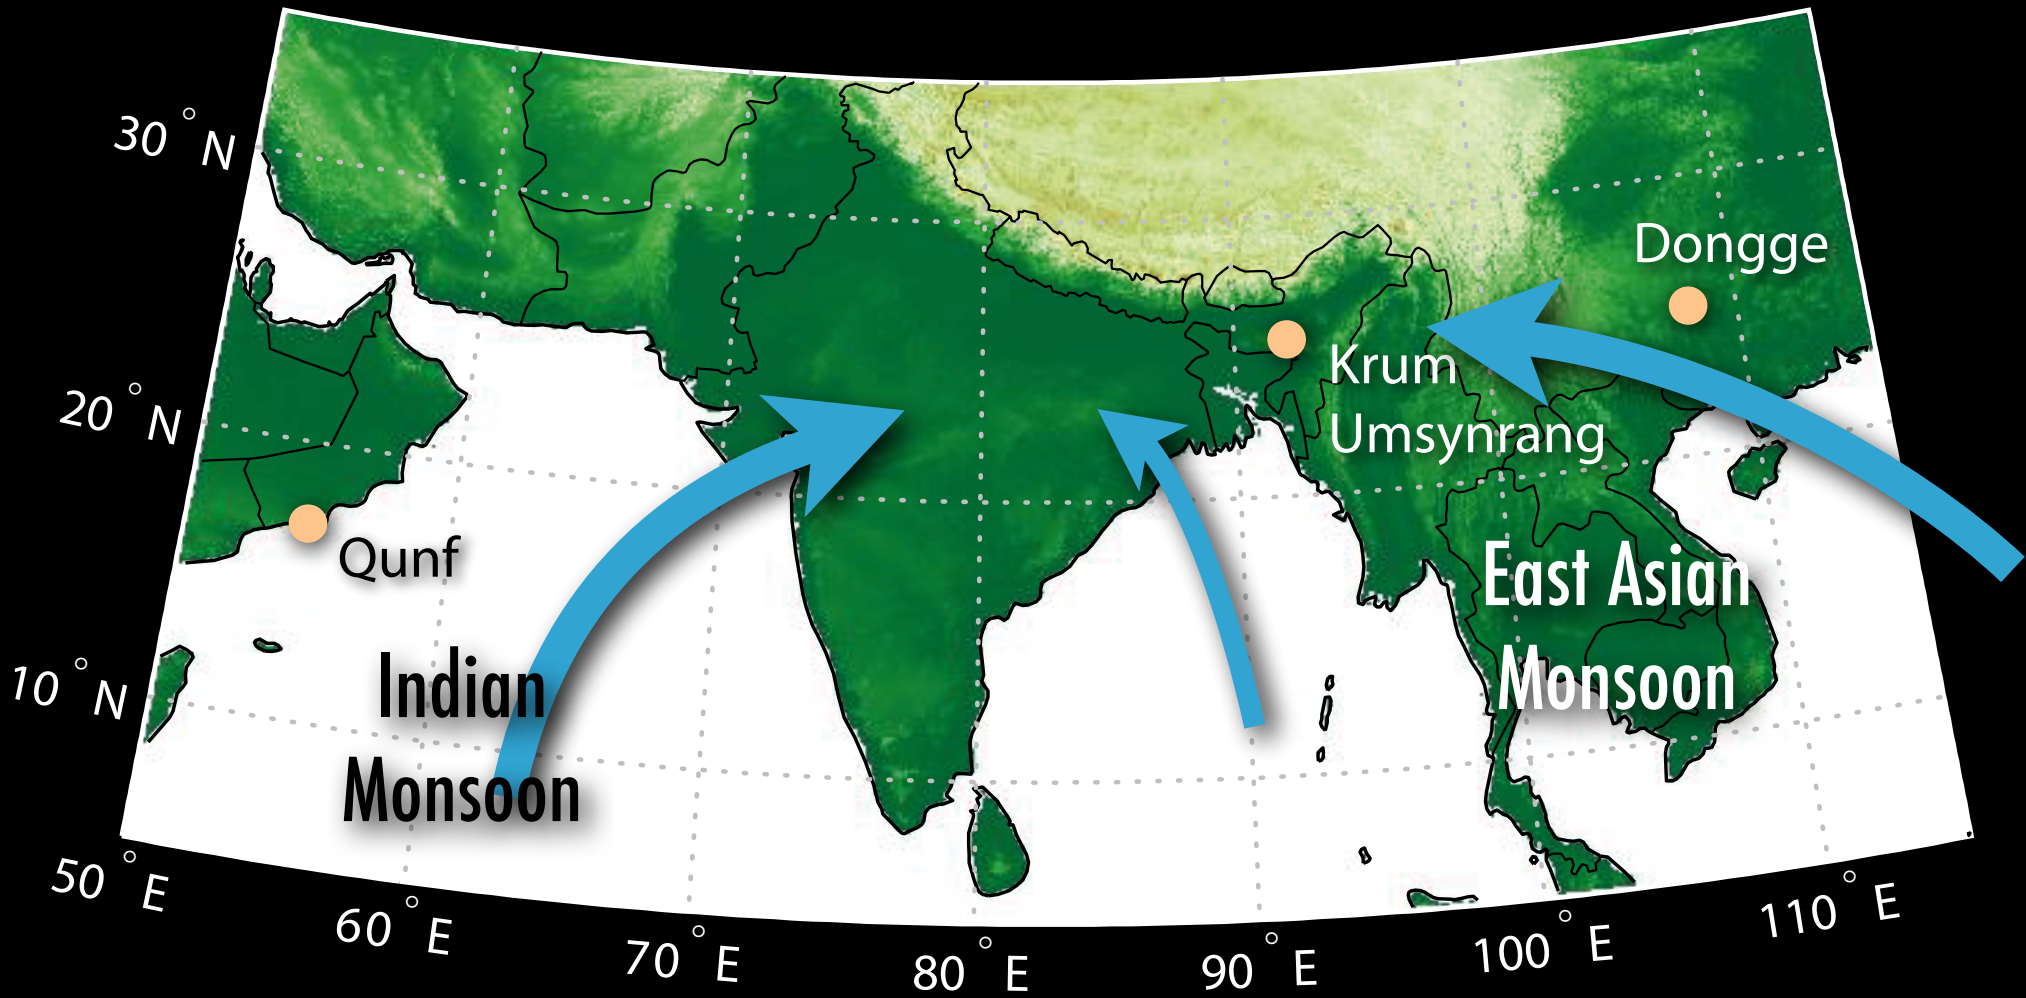 30 ° N
20 ° N
10 ° N
50 ° E
60 ° E
70 ° E
80 ° E
90 ° E
100 ° E
110 ° E
Dongge
Krum
Umsynrang
Qunf
Indian
Monsoon
East Asian
Monsoon